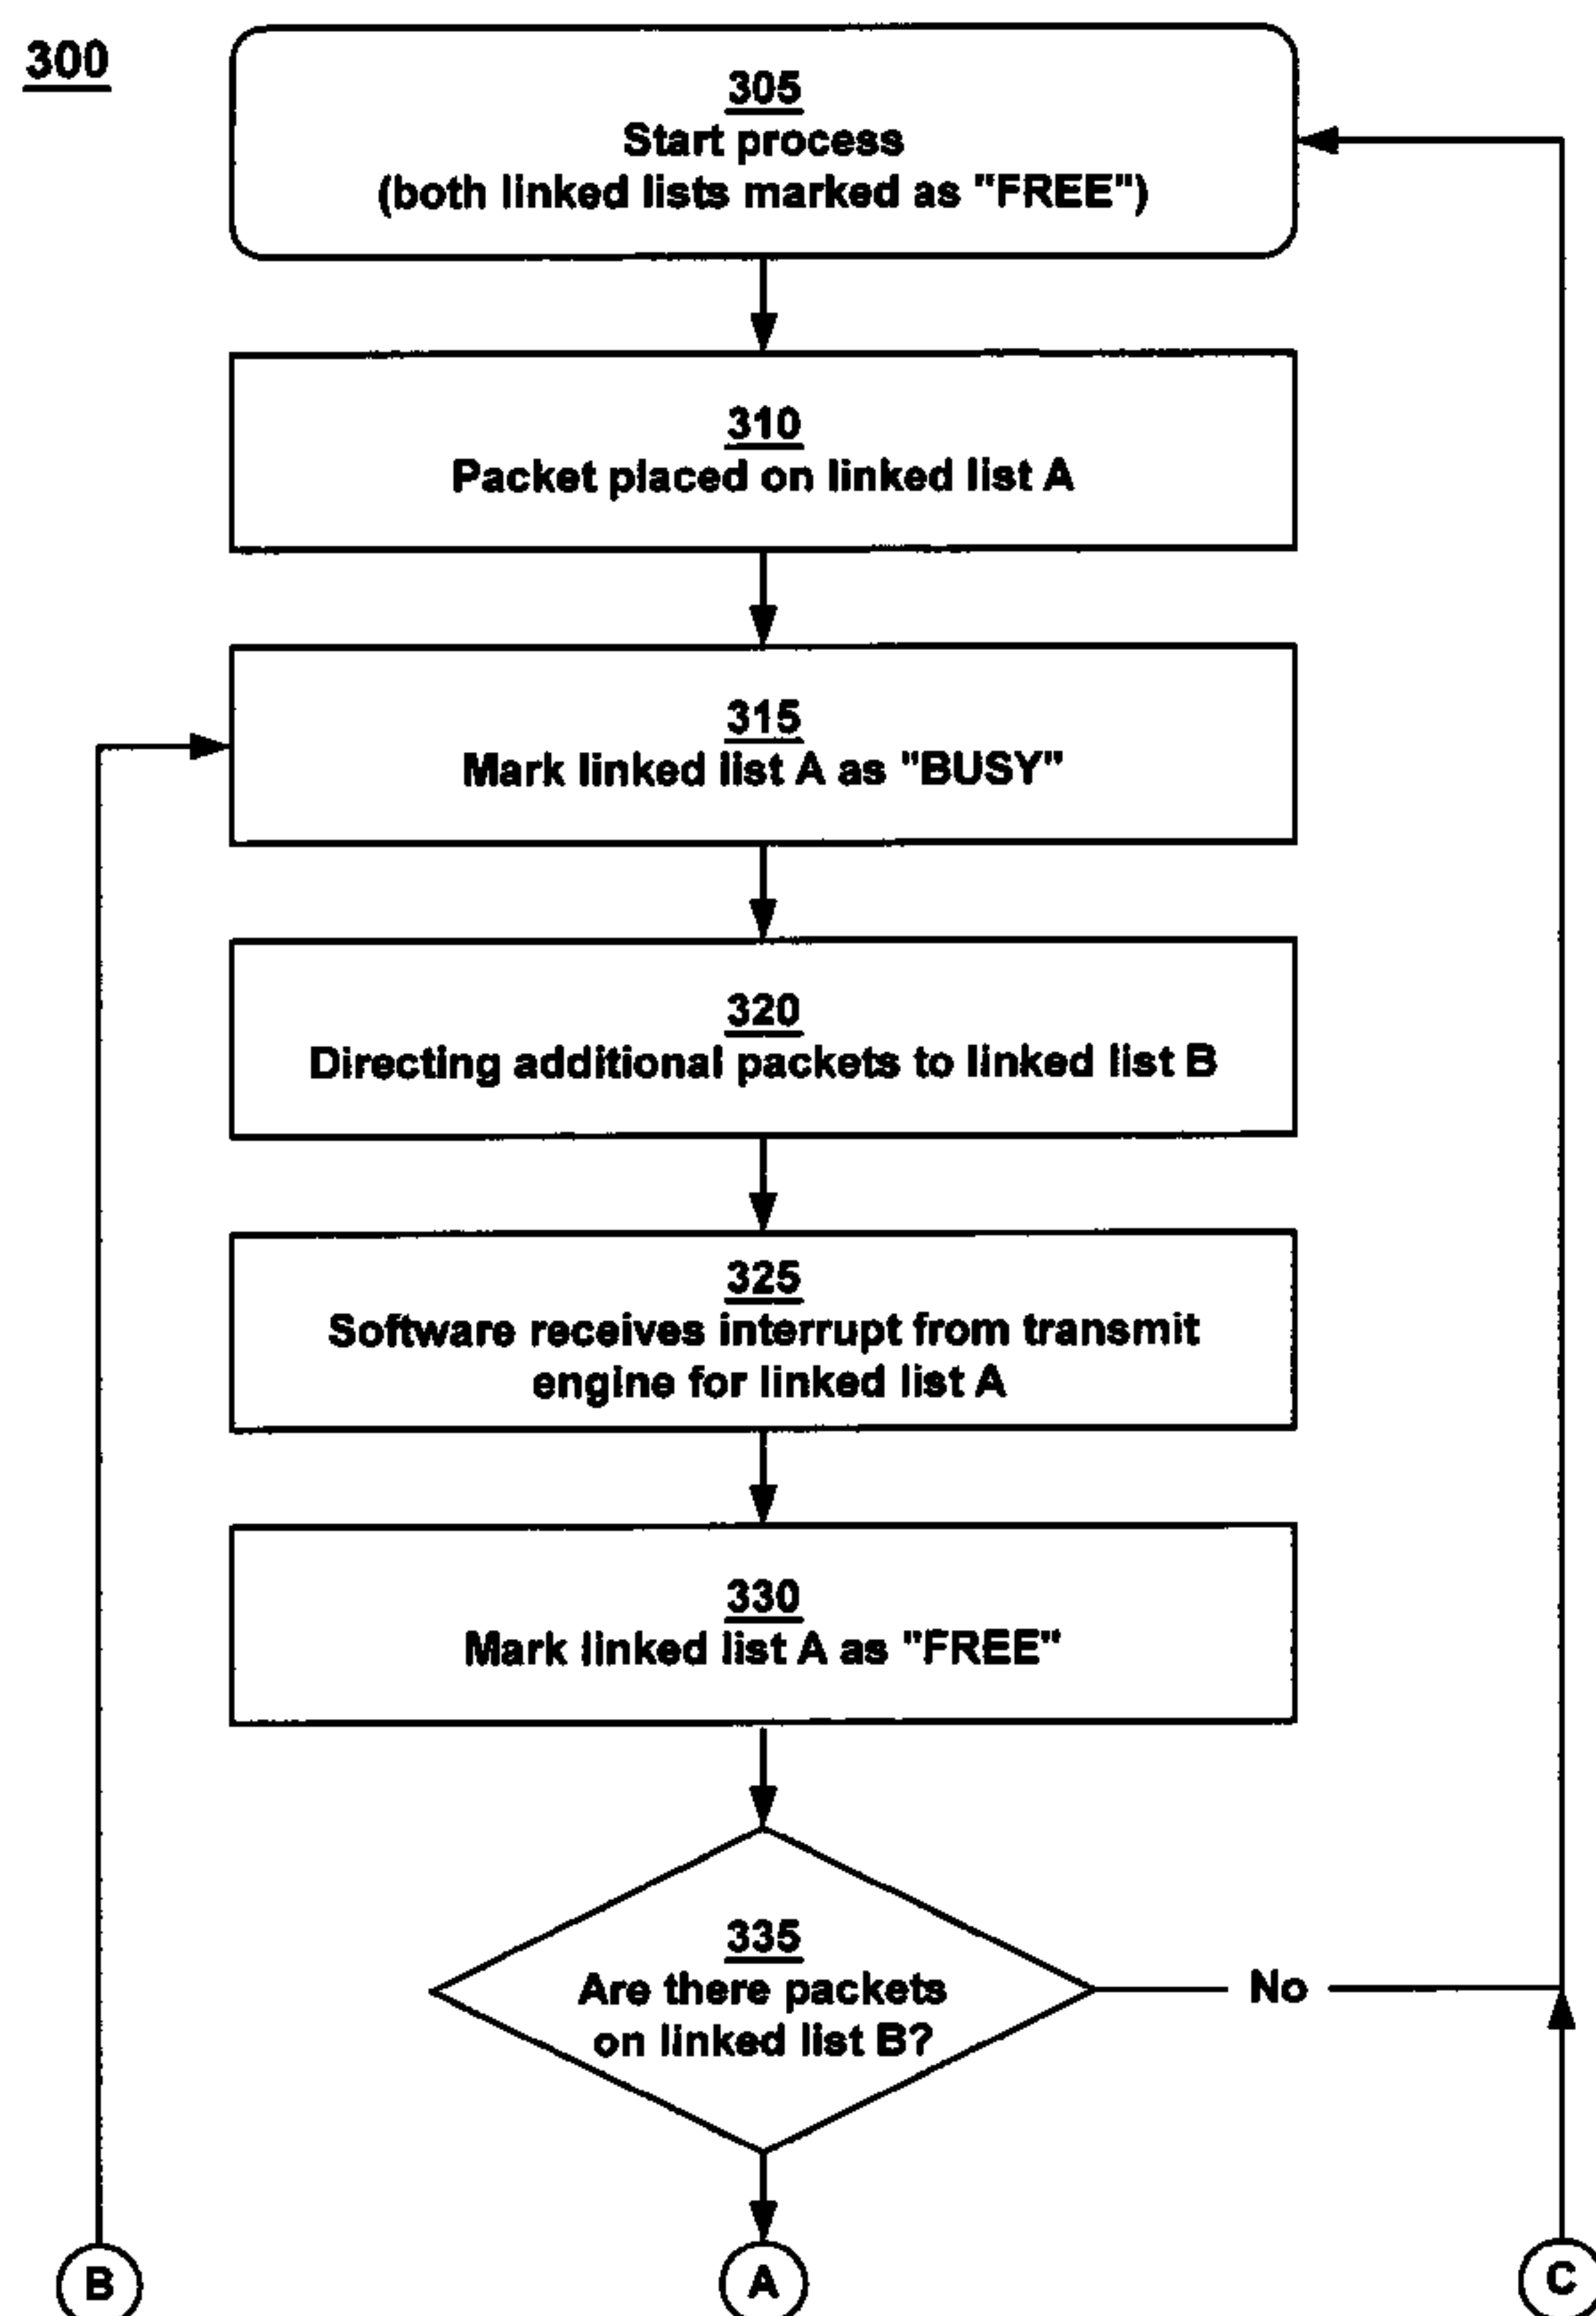 300
305
Start process
(both linked lists marked as "FREE")
310
Packet placed on linked list A
315
Mark linked list A as "BUSY"
320
Directing additional packets to linked list B
325
Software receives interrupt from transmit
engine for linked list A
330
Mark linked list A as "FREE"
335
Are there packets
on linked list B?
No
B
A
C